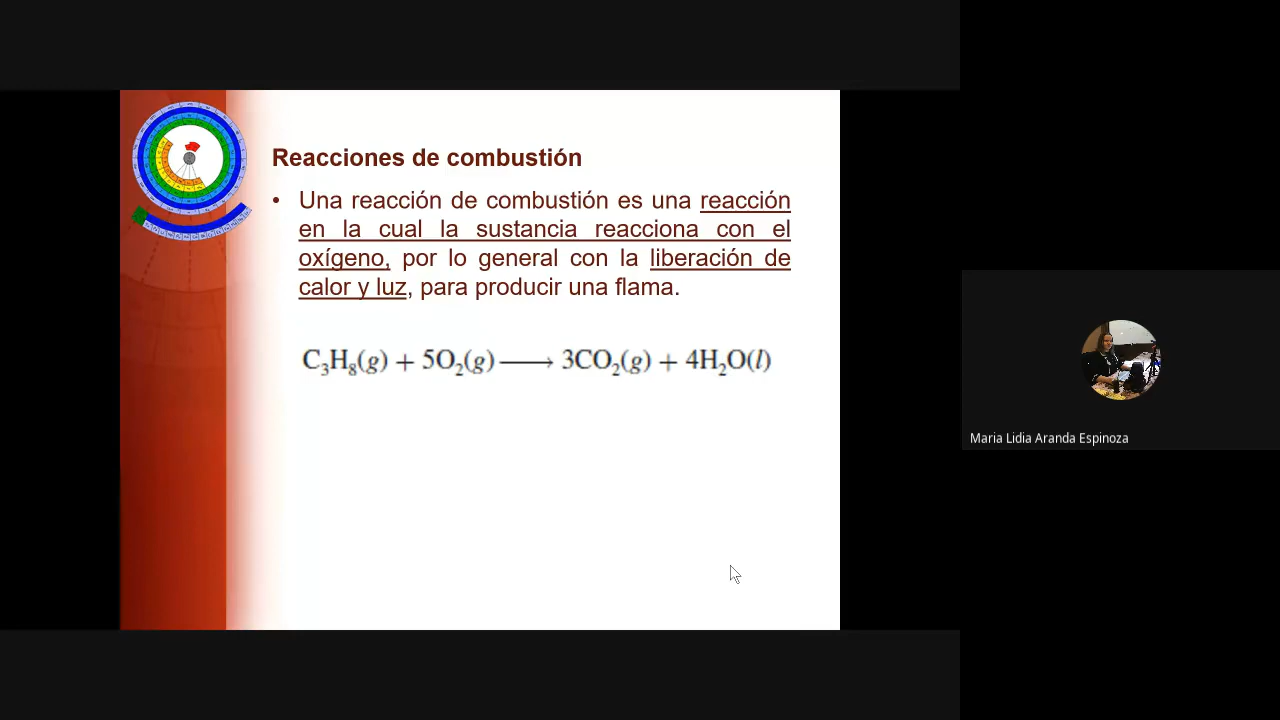 Reacciones de combustión
• Una reacción de combustión es una reacción
en la cual la sustancia reacciona con el
oxígeno, por lo general con la liberación de
calor y luz, para producir una flama.
C₃H₈(g) + 5O₂(g) ⟶ 3CO₂(g) + 4H₂O(l)
Maria Lidia Aranda Espinoza